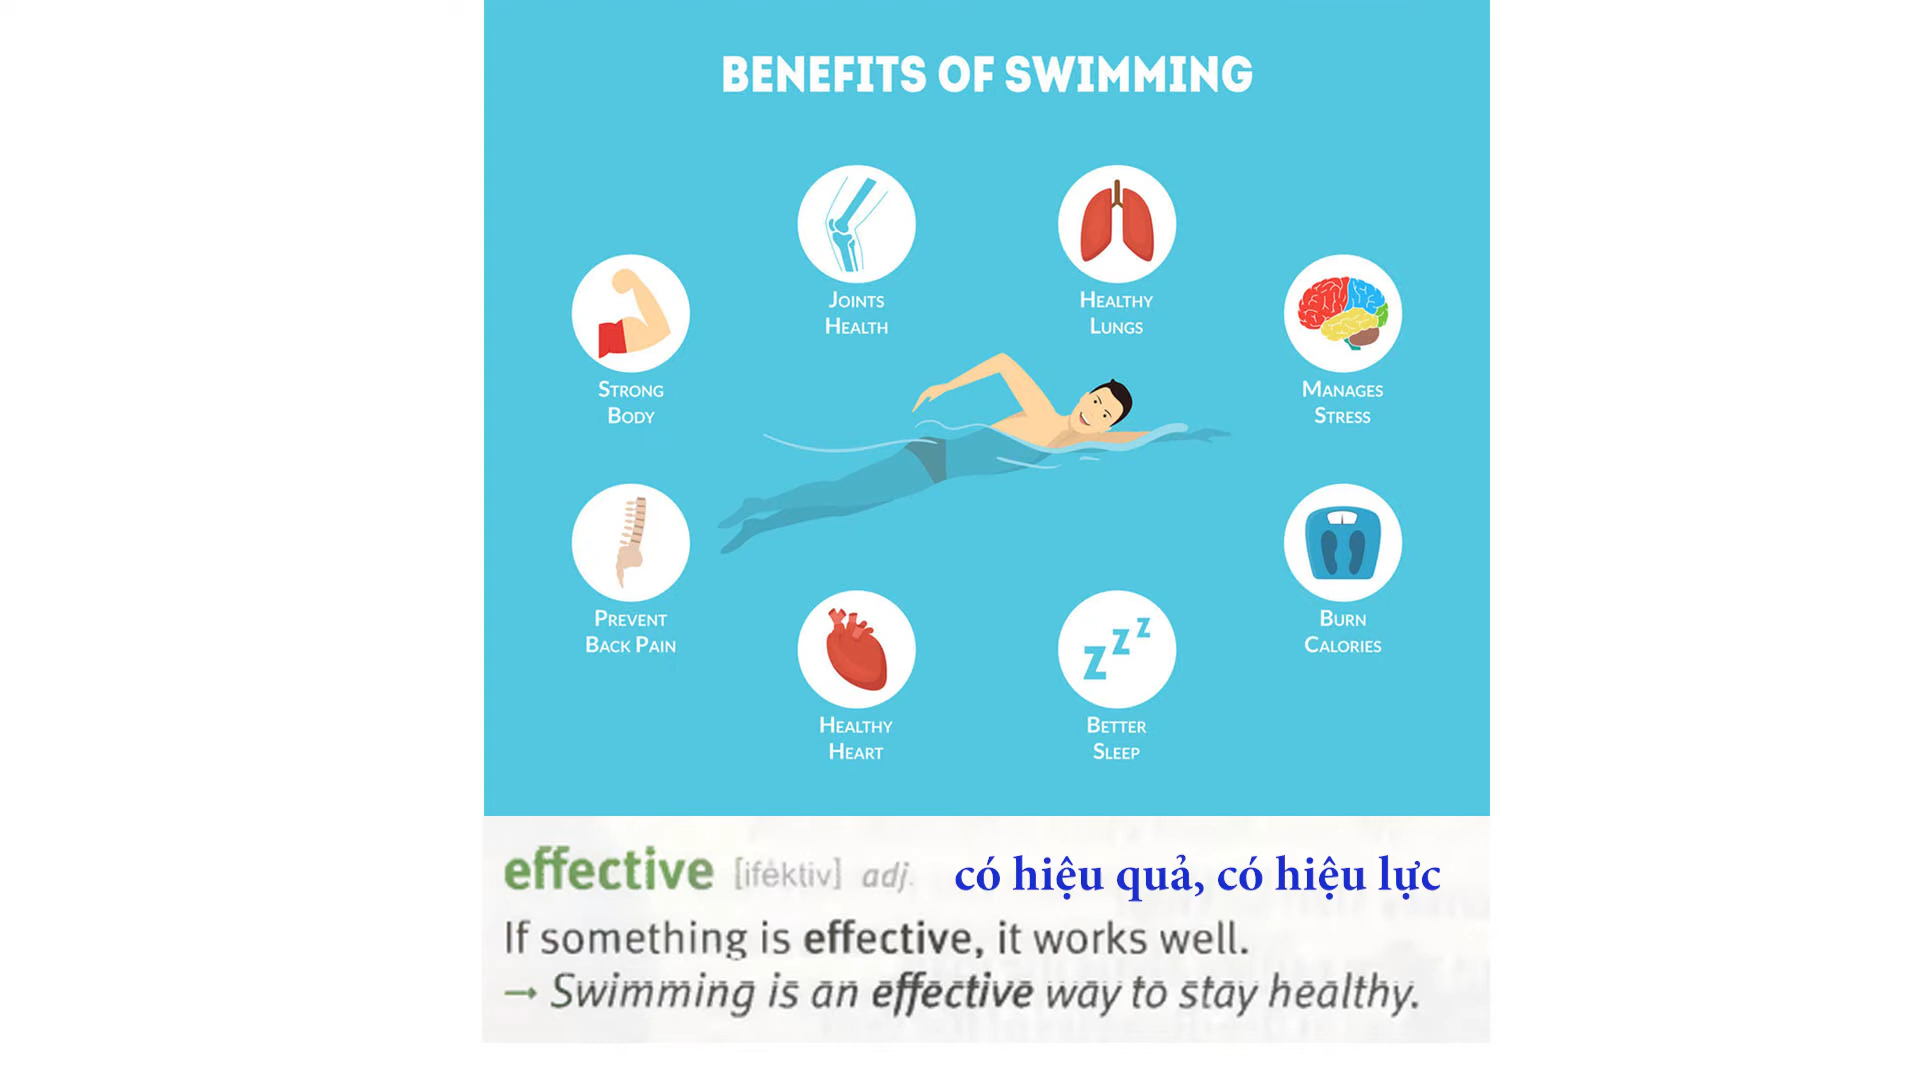 BENEFITS OF SWIMMING
JOINTS
HEALTH
HEALTHY
LUNGS
STRONG
BODY
MANAGES
STRESS
PREVENT
BACK PAIN
BURN
CALORIES
HEALTHY
HEART
BETTER
SLEEP
effective [iféktiv] adj. có hiệu quả, có hiệu lực
If something is effective, it works well.
→ Swimming is an effective way to stay healthy.